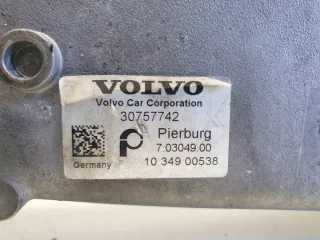 VOLVO
Volvo Car Corporation
30757742
Pierburg
7.03049.00
Germany
10 349 00538